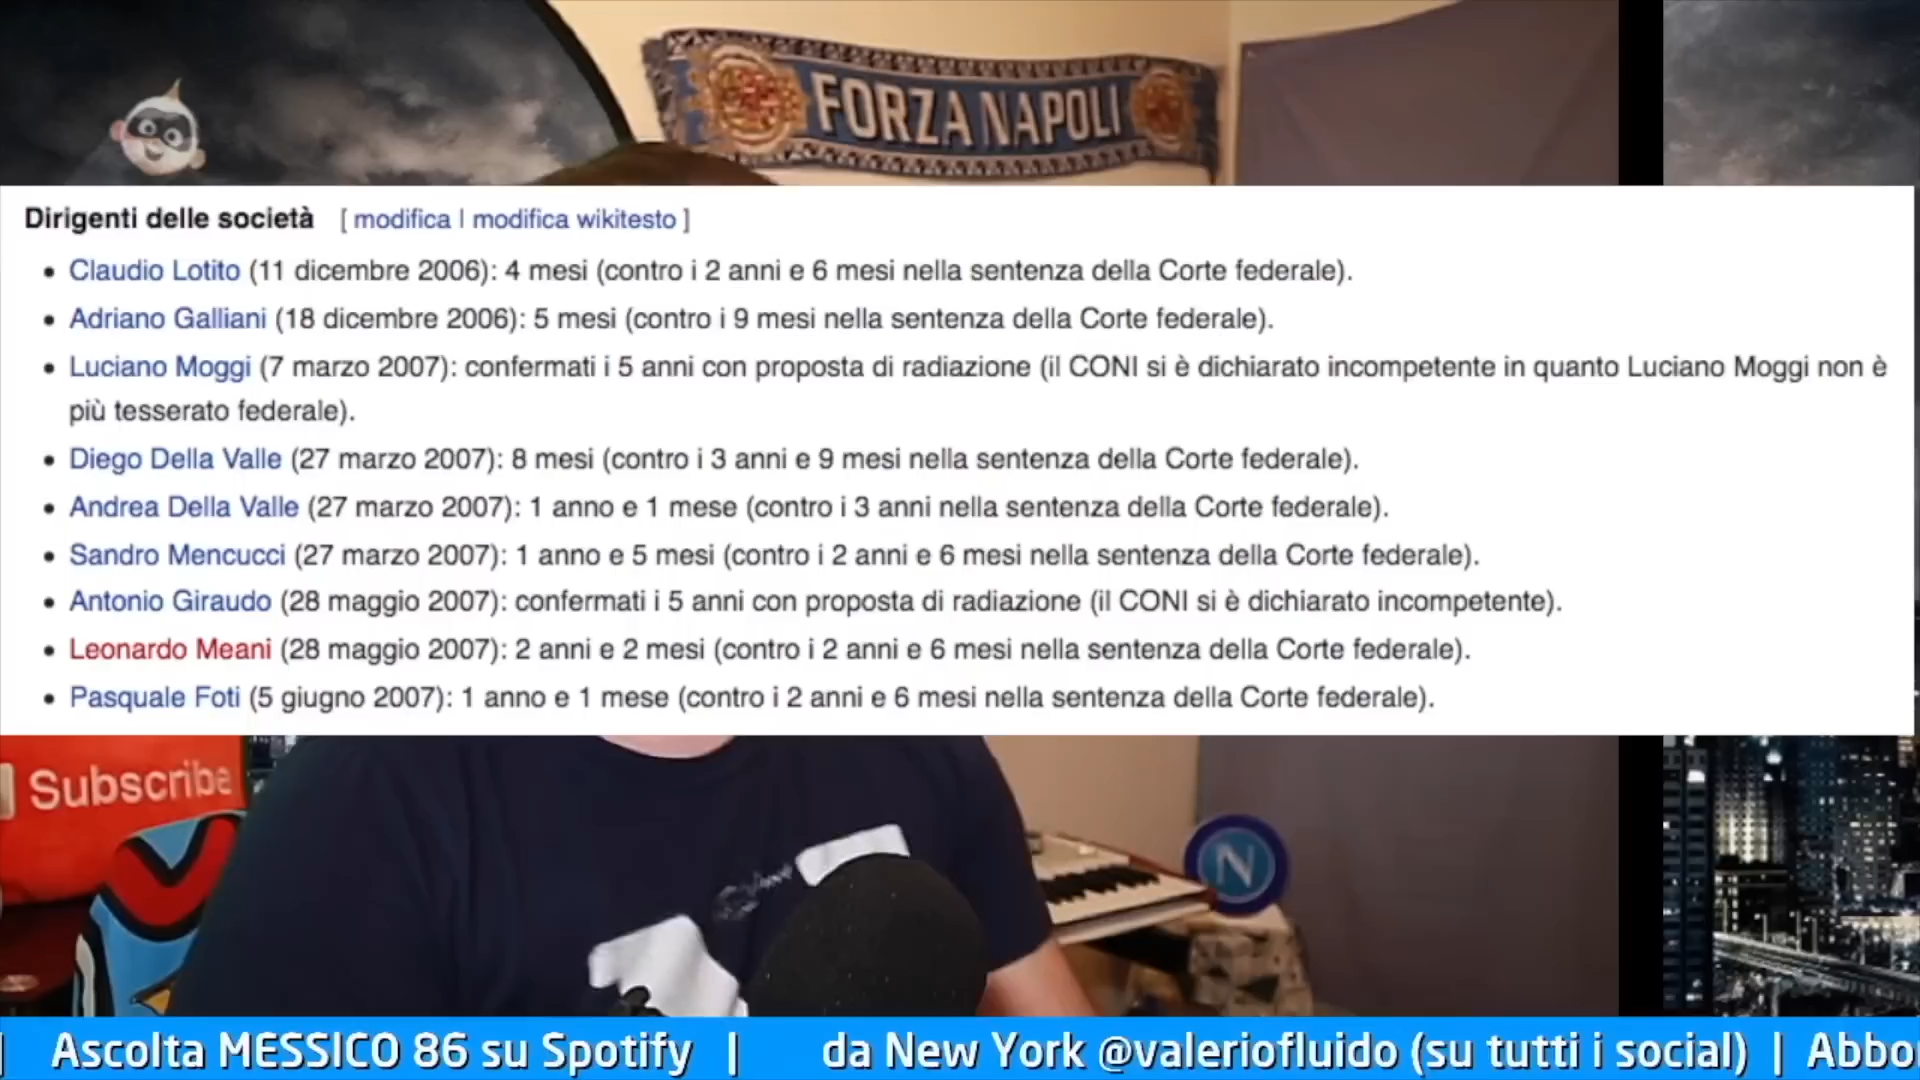 FORZA NAPOLI
Dirigenti delle società [ modifica | modifica wikitesto ]
• Claudio Lotito (11 dicembre 2006): 4 mesi (contro i 2 anni e 6 mesi nella sentenza della Corte federale).
• Adriano Galliani (18 dicembre 2006): 5 mesi (contro i 9 mesi nella sentenza della Corte federale).
• Luciano Moggi (7 marzo 2007): confermati i 5 anni con proposta di radiazione (il CONI si è dichiarato incompetente in quanto Luciano Moggi non è
più tesserato federale).
• Diego Della Valle (27 marzo 2007): 8 mesi (contro i 3 anni e 9 mesi nella sentenza della Corte federale).
• Andrea Della Valle (27 marzo 2007): 1 anno e 1 mese (contro i 3 anni nella sentenza della Corte federale).
• Sandro Mencucci (27 marzo 2007): 1 anno e 5 mesi (contro i 2 anni e 6 mesi nella sentenza della Corte federale).
• Antonio Giraudo (28 maggio 2007): confermati i 5 anni con proposta di radiazione (il CONI si è dichiarato incompetente).
• Leonardo Meani (28 maggio 2007): 2 anni e 2 mesi (contro i 2 anni e 6 mesi nella sentenza della Corte federale).
• Pasquale Foti (5 giugno 2007): 1 anno e 1 mese (contro i 2 anni e 6 mesi nella sentenza della Corte federale).
Subscribe
N
| Ascolta MESSICO 86 su Spotify | da New York @valeriofluido (su tutti i social) |